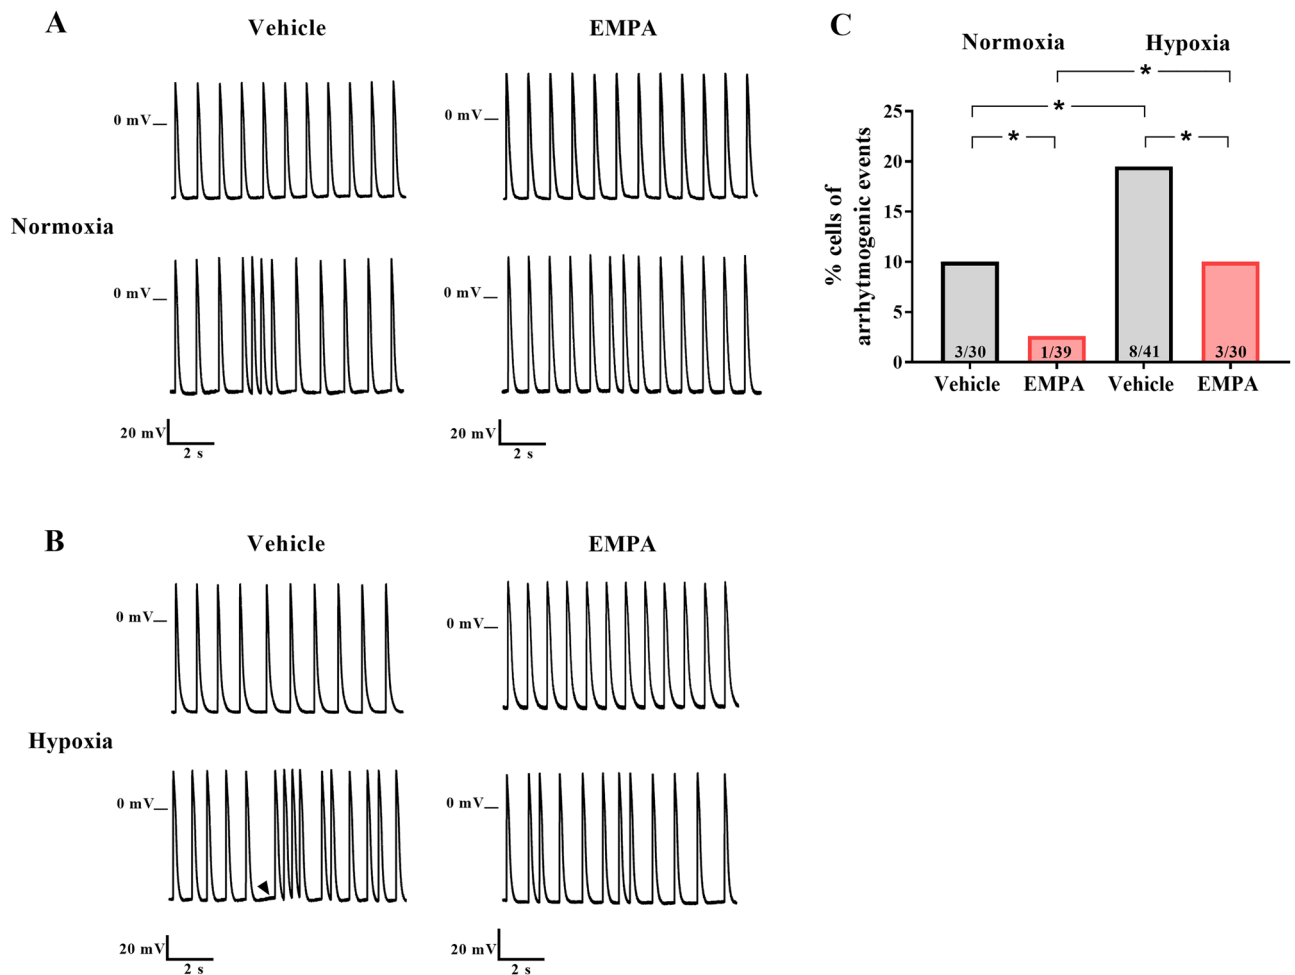 A
Vehicle
EMPA
0 mV
0 mV
Normoxia
0 mV
0 mV
20 mV
2 s
20 mV
2 s
B
Vehicle
EMPA
0 mV
0 mV
Hypoxia
0 mV
0 mV
20 mV
2 s
20 mV
2 s
C
Normoxia
Hypoxia
*
*
*
*
% cells of
arrhytmogenic events
25
20
15
10
5
0
3/30
1/39
8/41
3/30
Vehicle
EMPA
Vehicle
EMPA